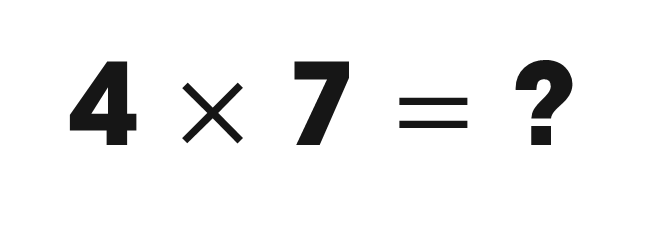 4 × 7 = ?